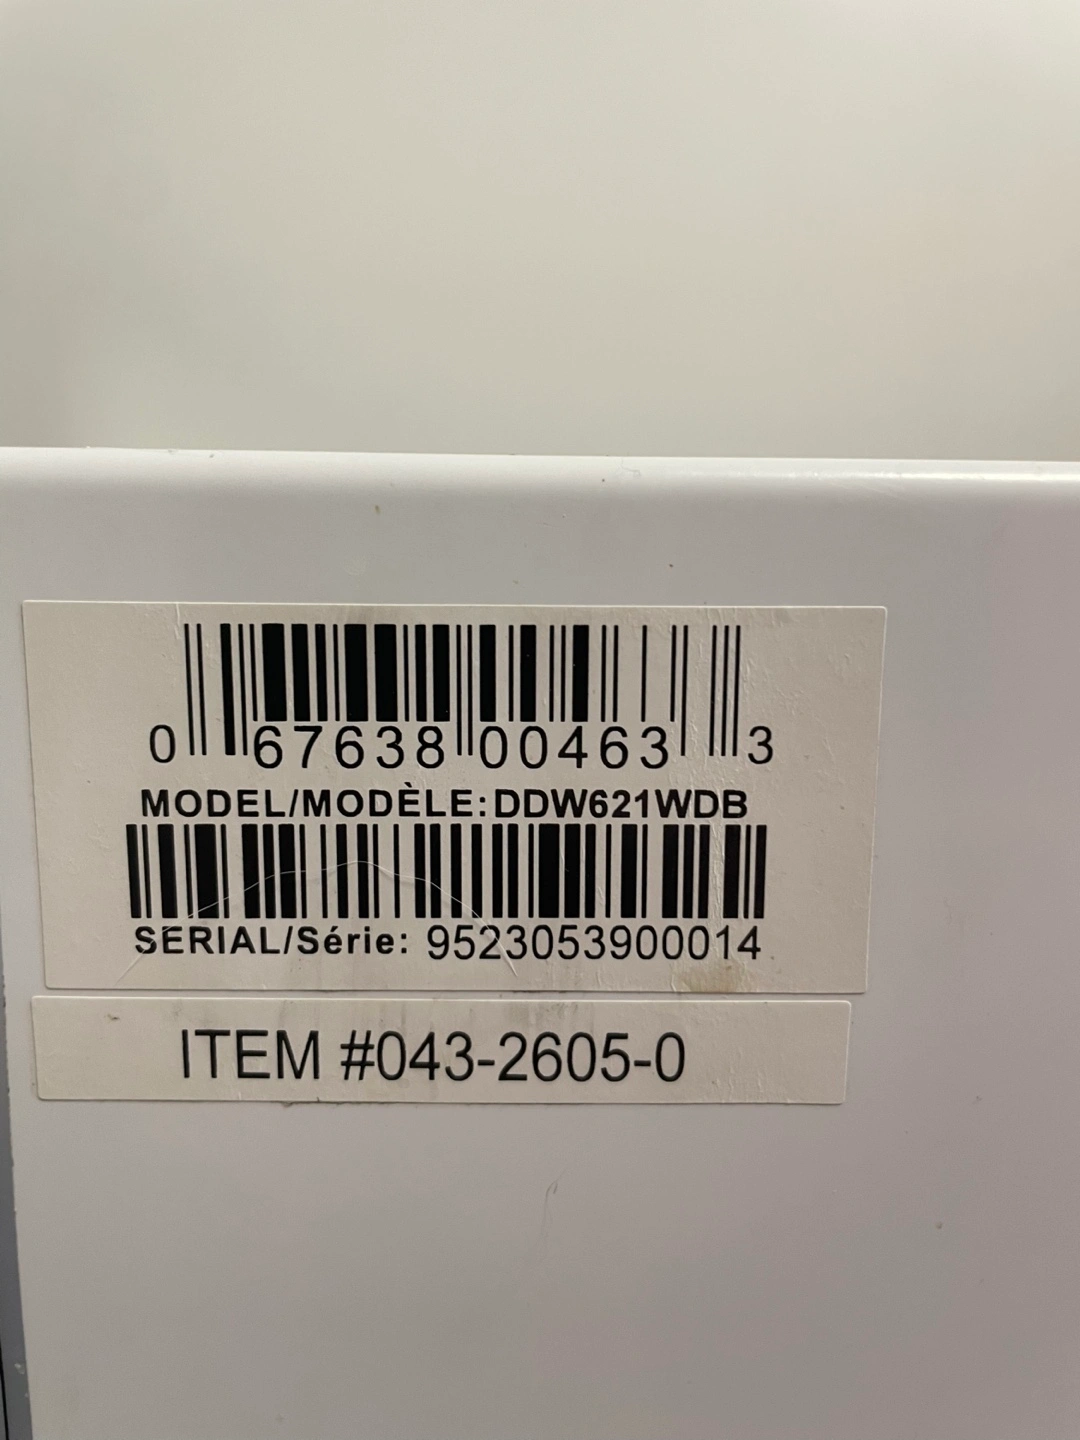 0 67638 00463 3
MODEL/MODÈLE:DDW621WDB
SERIAL/Série: 9523053900014
ITEM #043-2605-0